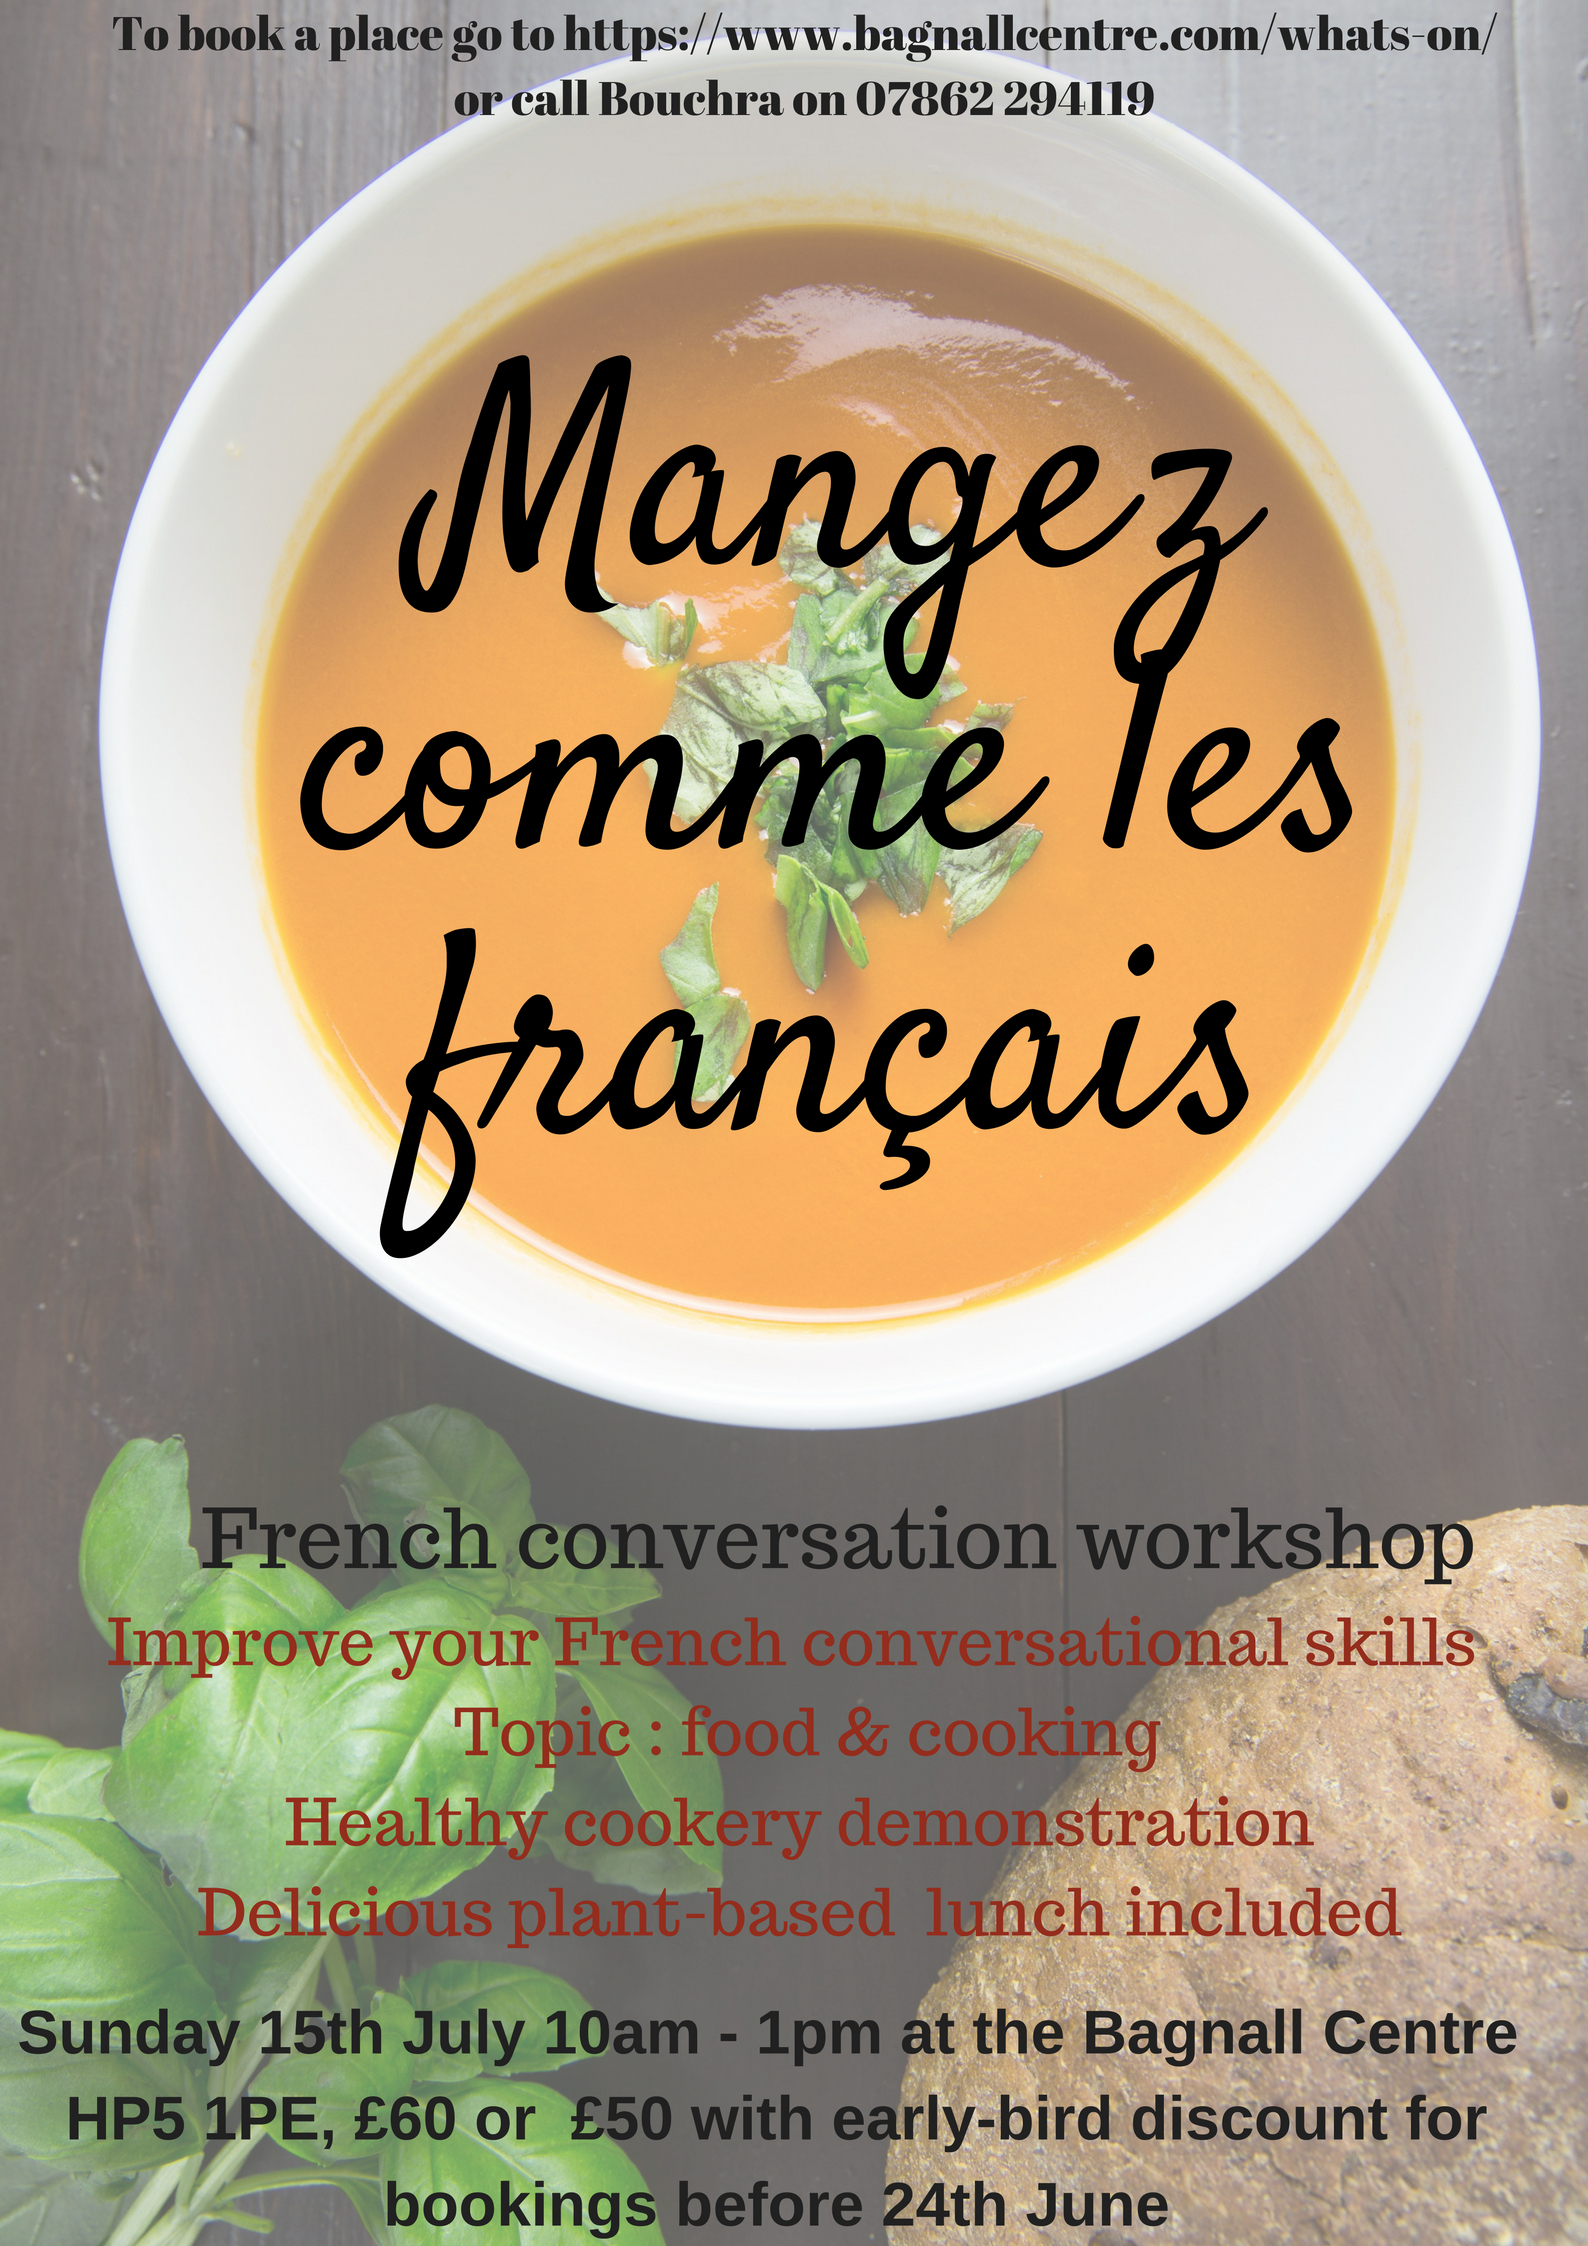 To book a place go to https://www.bagnallcentre.com/whats-on/
or call Bouchra on 07862 294119
Mangez
comme les
français
French conversation workshop
Improve your French conversational skills
Topic : food & cooking
Healthy cookery demonstration
Delicious plant-based  lunch included
Sunday 15th July 10am - 1pm at the Bagnall Centre
HP5 1PE, £60 or  £50 with early-bird discount for
bookings before 24th June